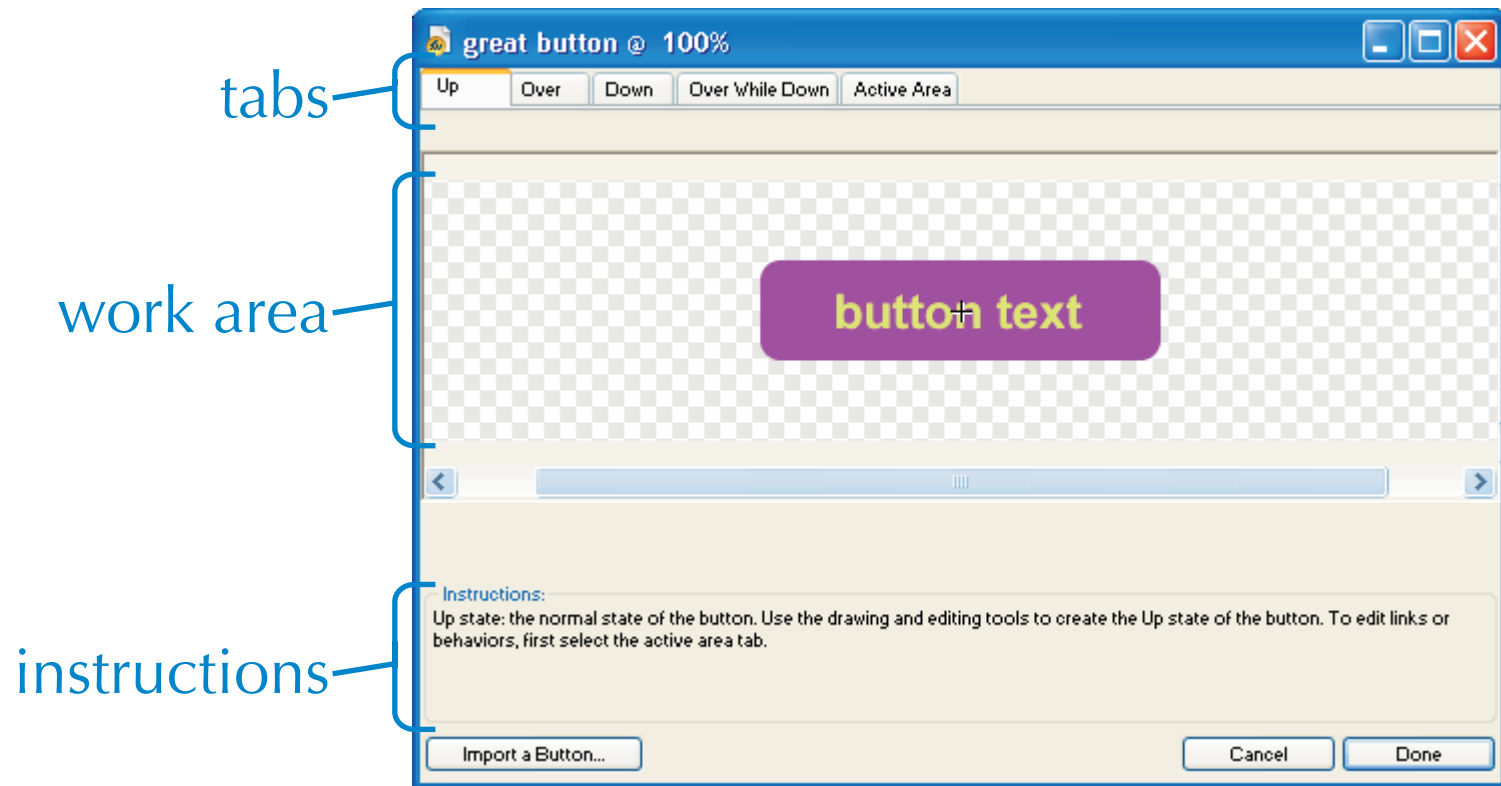 great button @ 100%
tabs
Up Over Down Over While Down Active Area
work area
button text
Instructions:
Up state: the normal state of the button. Use the drawing and editing tools to create the Up state of the button. To edit links or
behaviors, first select the active area tab.
instructions
Import a Button... Cancel Done